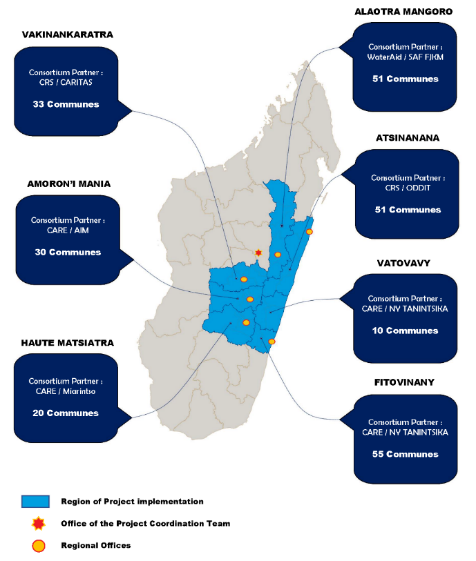 VAKINANKARATRA
Consortium Partner :
CRS / CARITAS
33 Communes
ALAOTRA MANGORO
Consortium Partner :
WaterAid / SAF FJKM
51 Communes
AMORON'I MANIA
Consortium Partner :
CARE / AIM
30 Communes
ATSINANANA
Consortium Partner :
CRS / ODDIT
51 Communes
VATOVAVY
Consortium Partner :
CARE / NY TANINTSIKA
10 Communes
HAUTE MATSIATRA
Consortium Partner :
CARE / Miarintso
20 Communes
FITOVINANY
Consortium Partner :
CARE / NY TANINTSIKA
55 Communes
Region of Project implementation
Office of the Project Coordination Team
Regional Offices